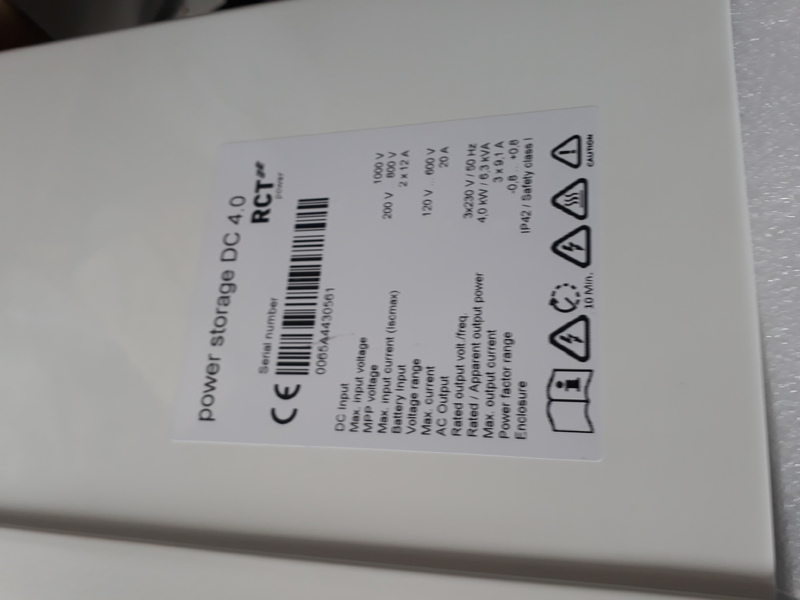 power storage DC 4.0
RCT
power
Serial number
CE
0065A4430561
DC Input
Max. input voltage 1000 V
MPP voltage 200 V ... 800 V
Max. input current (Iscmax) 2 x 12 A
Battery Input
Voltage range 120 V ... 600 V
Max. current 20 A
AC Output
Rated output volt./freq. 3x230 V / 50 Hz
Rated / Apparent output power 4,0 kW / 6,3 kVA
Max. output current 3 x 9,1 A
Power factor range -0,8 ... +0,8
Enclosure IP42 / Safety class I
i
10 Min.
CAUTION